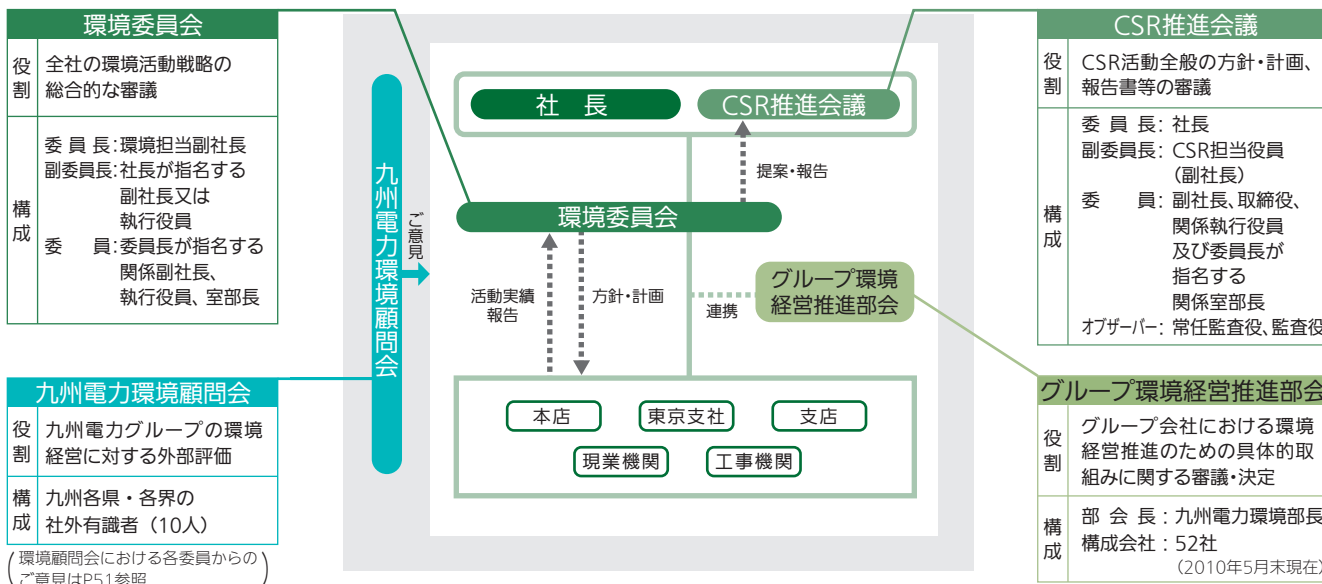 環境委員会
役割
全社の環境活動戦略の
総合的な審議
構成
委 員 長:環境担当副社長
副委員長:社長が指名する
副社長又は
執行役員
委　　員:委員長が指名する
関係副社長、
執行役員、室部長
九州電力環境顧問会
役割
九州電力グループの環境
経営に対する外部評価
構成
九州各県・各界の
社外有識者（10人）
(環境顧問会における各委員からの
ご意見はP51参照)
九州電力環境顧問会
ご意見
社　長
CSR推進会議
提案・報告
環境委員会
活動実績
報告
方針・計画
連携
グループ環境
経営推進部会
本店
東京支社
支店
現業機関
工事機関
CSR推進会議
役割
CSR活動全般の方針・計画、
報告書等の審議
構成
委 員 長: 社長
副委員長: CSR担当役員
（副社長）
委　　員: 副社長、取締役、
関係執行役員
及び委員長が
指名する
関係室部長
オブザーバー: 常任監査役、監査役
グループ環境経営推進部会
役割
グループ会社における環境
経営推進のための具体的取
組みに関する審議・決定
構成
部 会 長 : 九州電力環境部長
構成会社 : 52社
（2010年5月末現在）